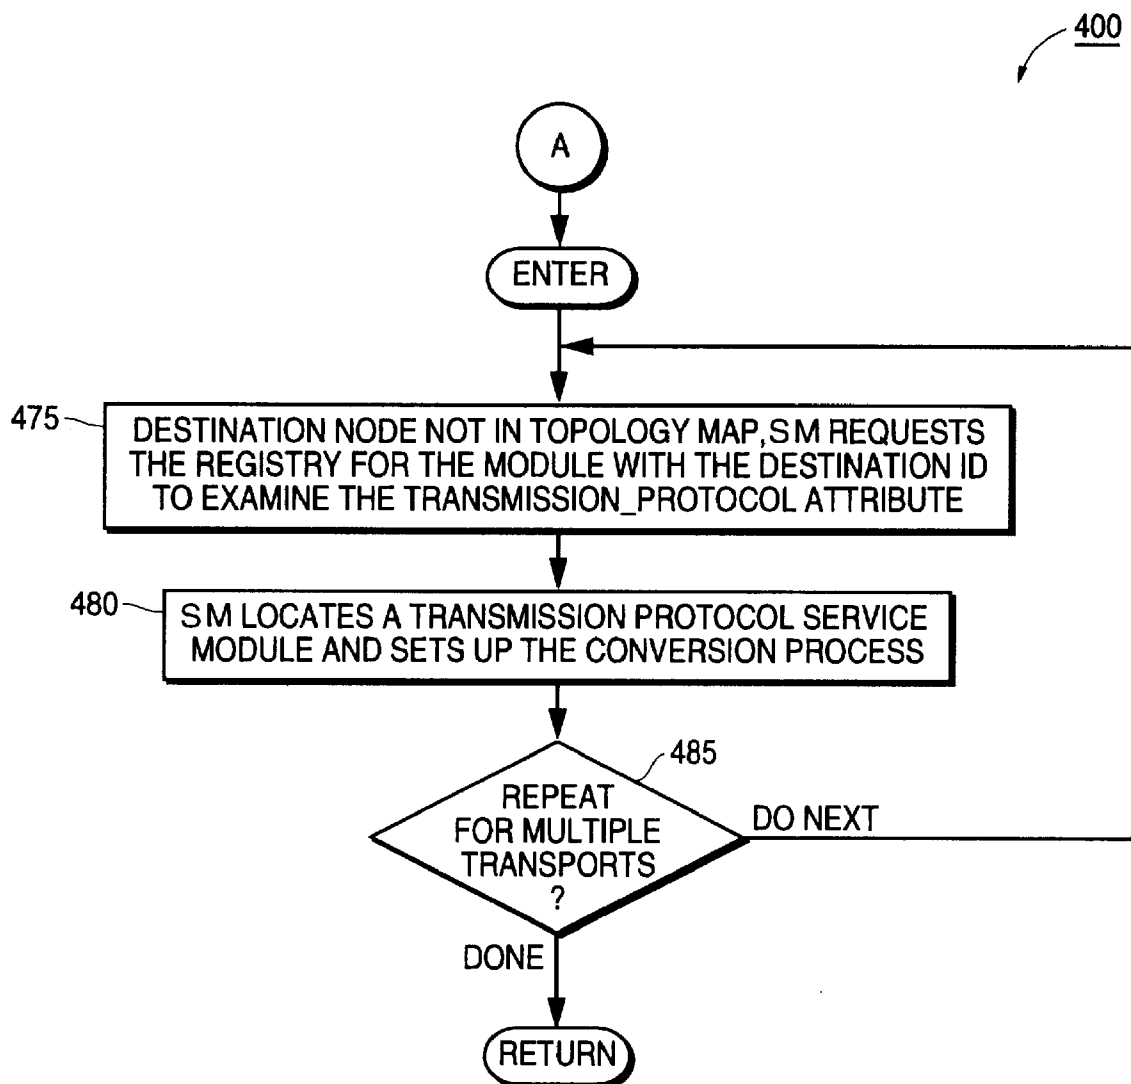 400
A
ENTER
475
DESTINATION NODE NOT IN TOPOLOGY MAP, SM REQUESTS
THE REGISTRY FOR THE MODULE WITH THE DESTINATION ID
TO EXAMINE THE TRANSMISSION_PROTOCOL ATTRIBUTE
480
SM LOCATES A TRANSMISSION PROTOCOL SERVICE
MODULE AND SETS UP THE CONVERSION PROCESS
485
REPEAT
FOR MULTIPLE
TRANSPORTS
?
DO NEXT
DONE
RETURN